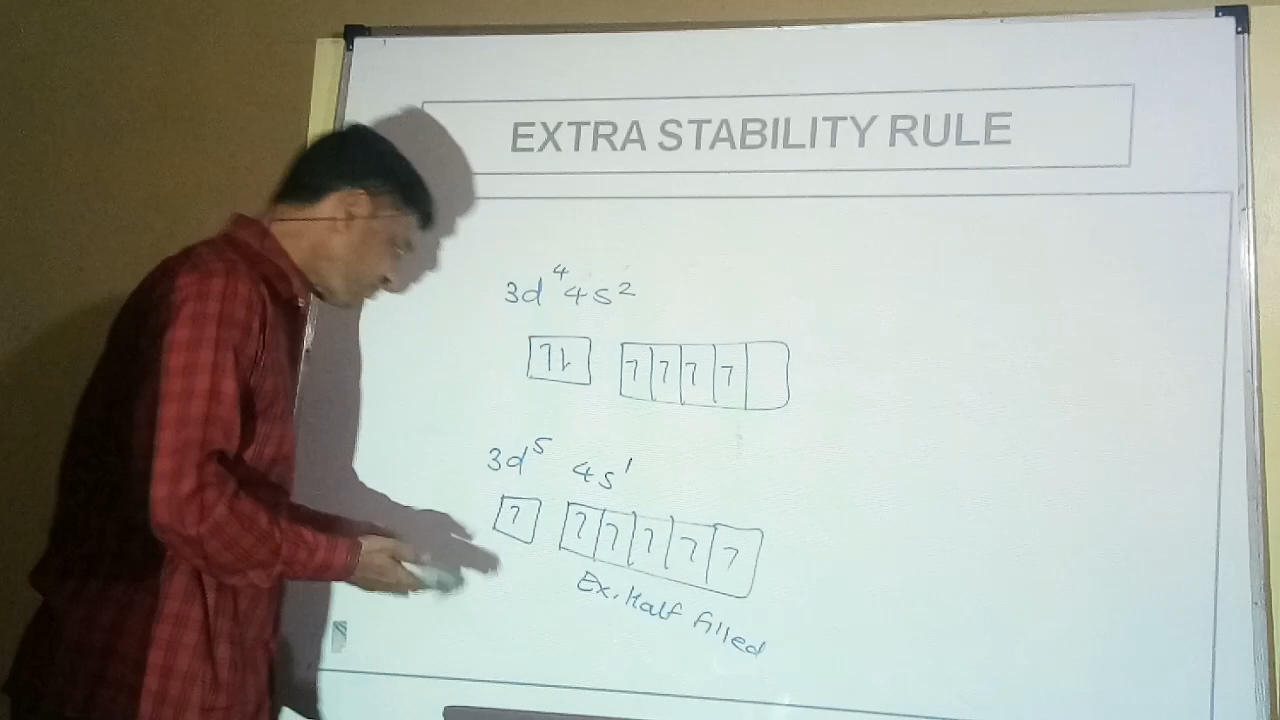 EXTRA STABILITY RULE
3d⁴ 4s²
3d⁵ 4s¹
Ex. Half filled